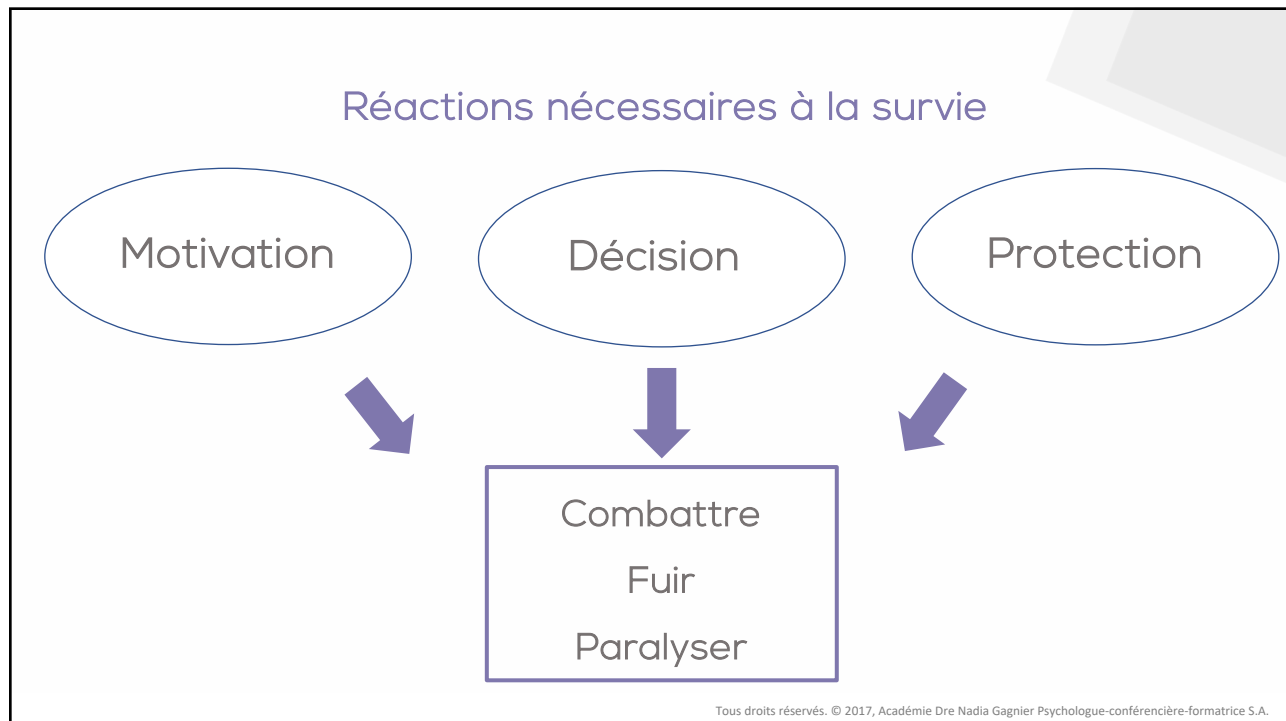 Réactions nécessaires à la survie
Motivation
Décision
Protection
Combattre
Fuir
Paralyser
Tous droits réservés. © 2017, Académie Dre Nadia Gagnier Psychologue-conférencière-formatrice S.A.